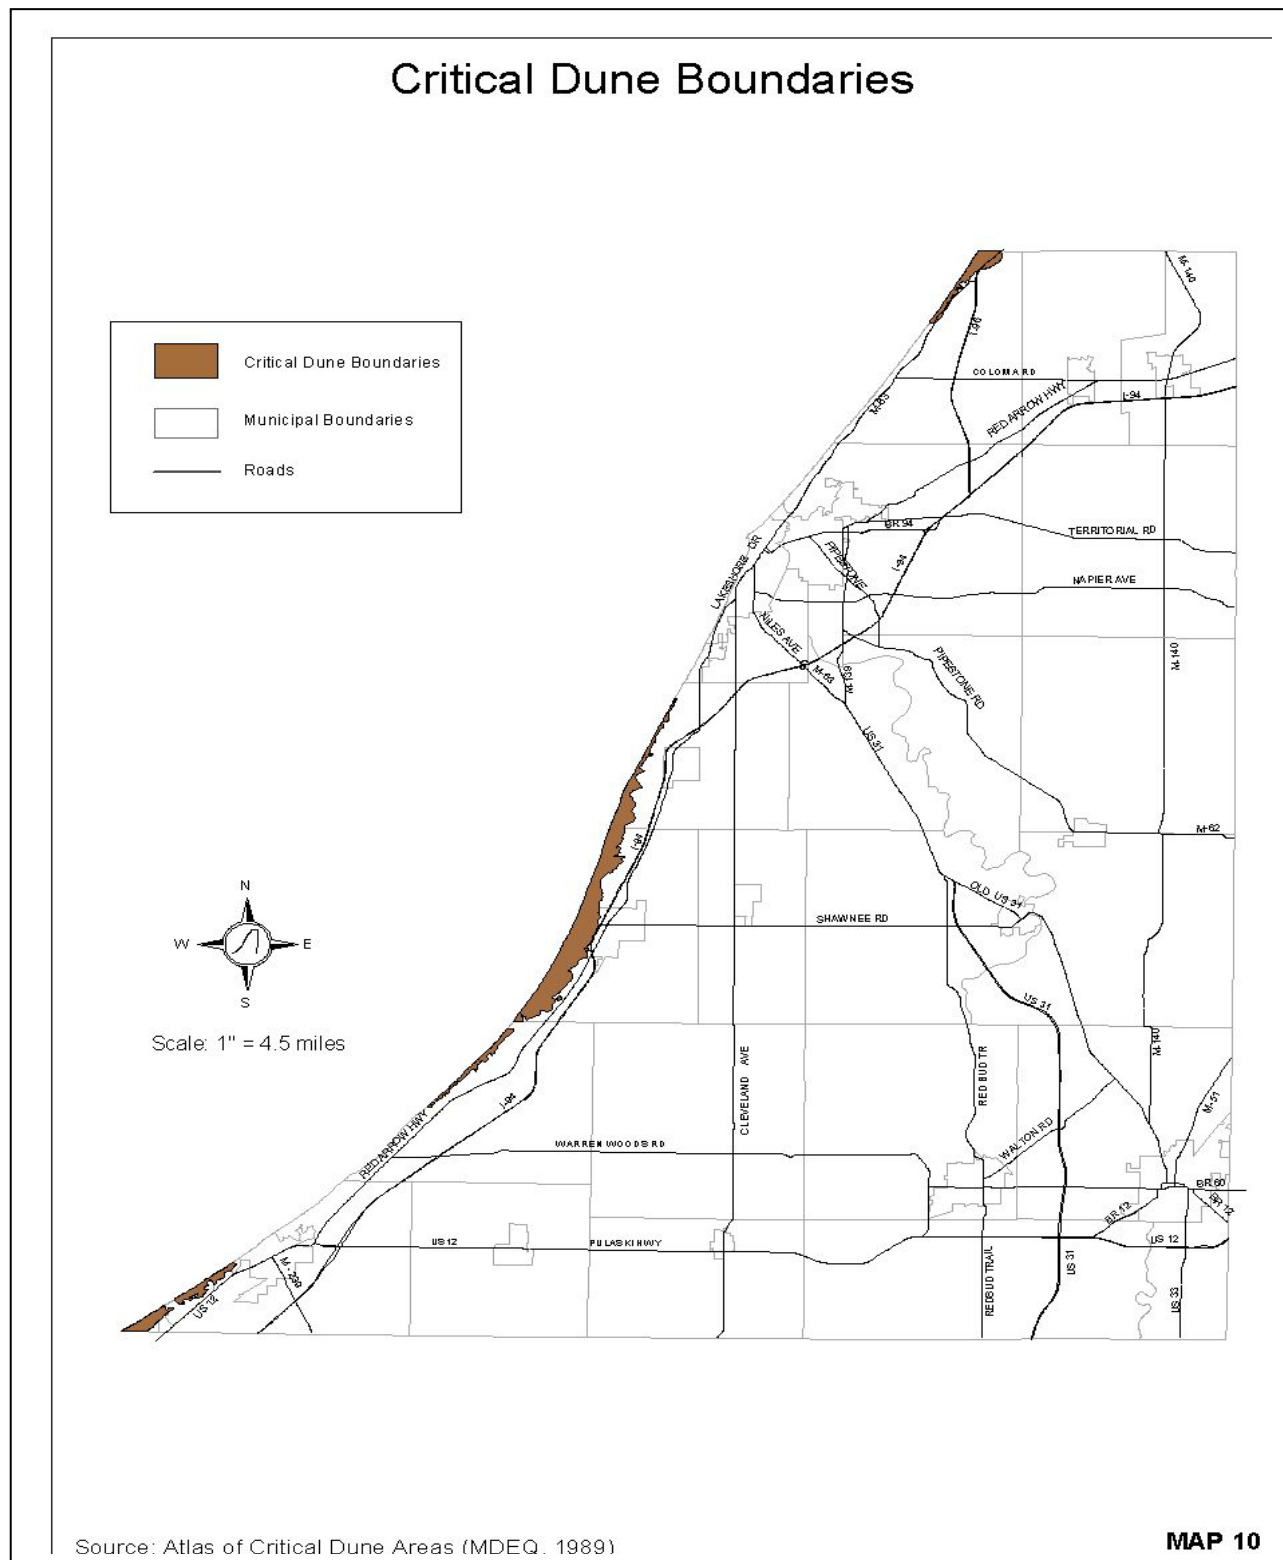 Critical Dune Boundaries
Critical Dune Boundaries
Municipal Boundaries
Roads
M-140
I-96
COLOMA RD
RED ARROW HWY
I-94
M-63
BR 94
TERRITORIAL RD
PIPESTONE
I-94
LAKESHORE DR
NAPIER AVE
NILES AVE
M-63
M 139
PIPESTONE RD
M-140
US 31
I-94
M-62
OLD US 31
SHAWNEE RD
N
W
E
S
US 31
Scale: 1" = 4.5 miles
CLEVELAND AVE
RED BUD TR
M-140
I-94
M-51
RED ARROW HWY
WARREN WOODS RD
WALTON RD
BR 60
BR 12
BR 12
US 12
PULASKI HWY
US 12
M-239
US 12
REDBUD TRAIL
US 31
US 33
Source: Atlas of Critical Dune Areas (MDEQ, 1989)
MAP 10